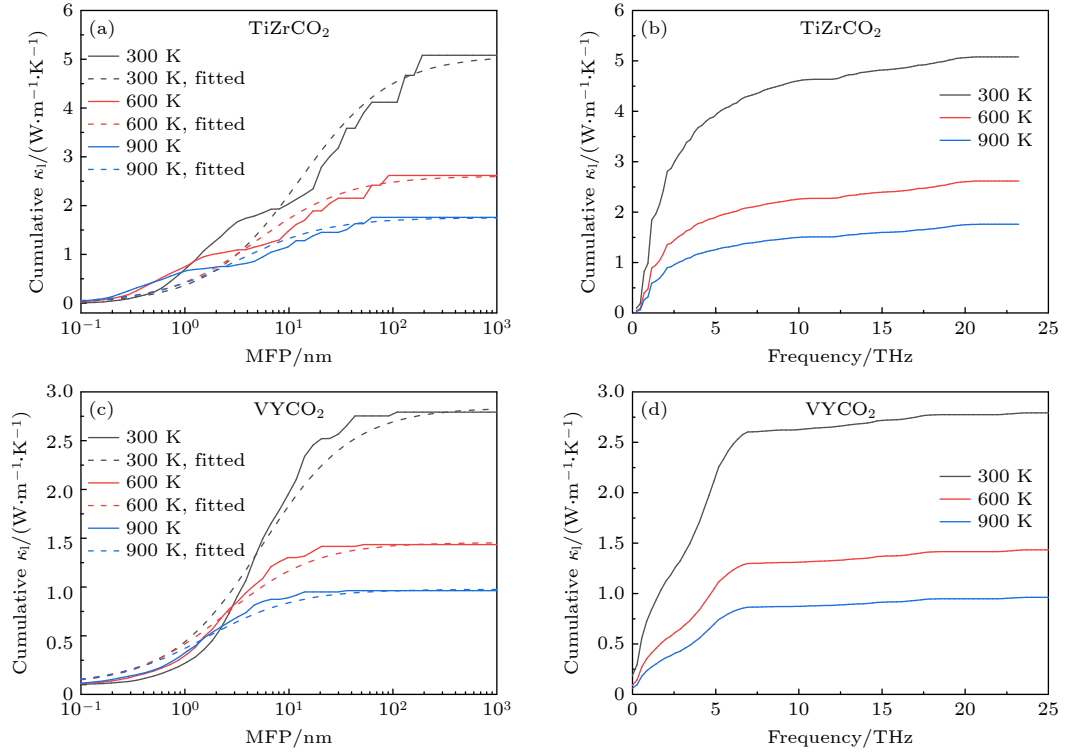 (a)
TiZrCO₂
300 K
300 K, fitted
600 K
600 K, fitted
900 K
900 K, fitted
Cumulative κₗ/(W·m⁻¹·K⁻¹)
6
5
4
3
2
1
0
10⁻¹ 10⁰ 10¹ 10² 10³
MFP/nm
(b)
TiZrCO₂
300 K
600 K
900 K
Cumulative κₗ/(W·m⁻¹·K⁻¹)
6
5
4
3
2
1
0
0 5 10 15 20 25
Frequency/THz
(c)
VYCO₂
300 K
300 K, fitted
600 K
600 K, fitted
900 K
900 K, fitted
Cumulative κₗ/(W·m⁻¹·K⁻¹)
3.0
2.5
2.0
1.5
1.0
0.5
0
10⁻¹ 10⁰ 10¹ 10² 10³
MFP/nm
(d)
VYCO₂
300 K
600 K
900 K
Cumulative κₗ/(W·m⁻¹·K⁻¹)
3.0
2.5
2.0
1.5
1.0
0.5
0
0 5 10 15 20 25
Frequency/THz